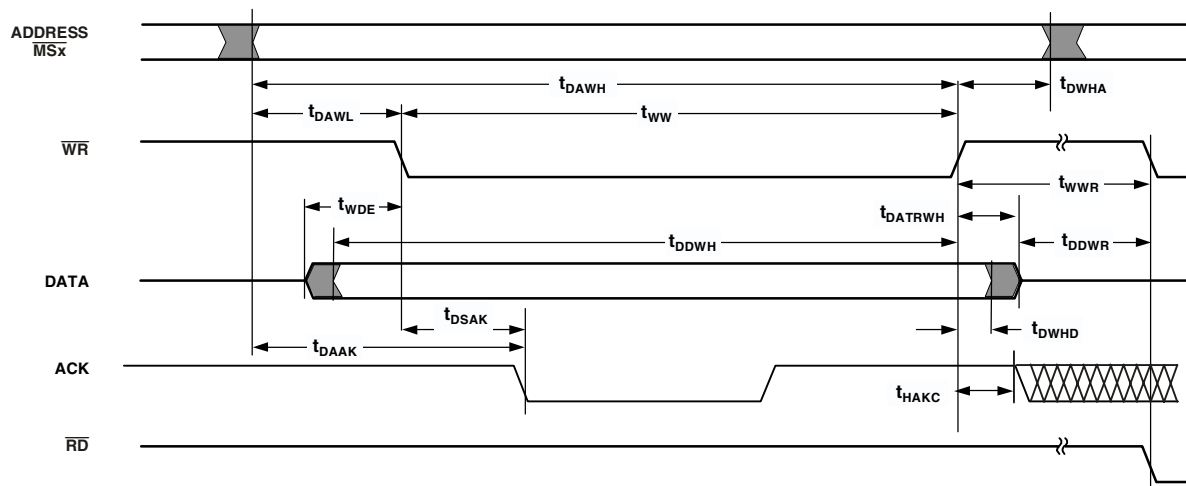 ADDRESS
MSx
tDAWH
tDWHA
tDAWL
tWW
WR
tWWR
tWDE
tDATRWH
tDDWH
tDDWR
DATA
tDSAK
tDWHD
tDAAK
ACK
tHAKC
RD